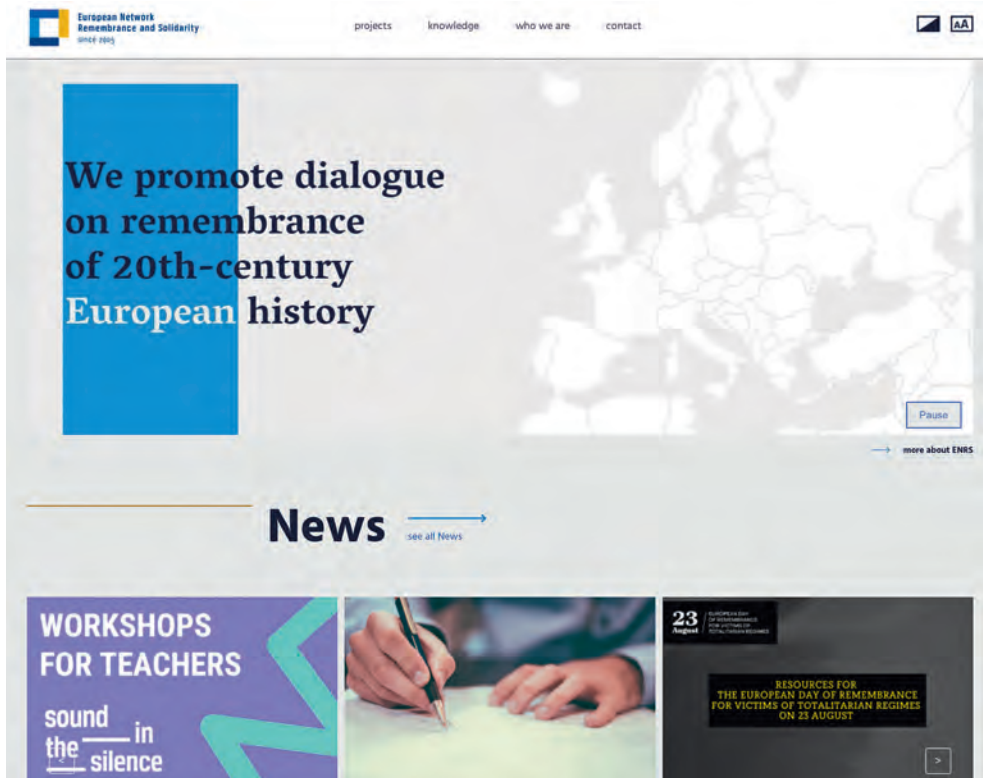 European Network
Remembrance and Solidarity
since 2005
projects knowledge who we are contact
AA
We promote dialogue
on remembrance
of 20th-century
European history
Pause
more about ENRS
News
see all News
WORKSHOPS
FOR TEACHERS
sound
in
the
silence
<
23
August
EUROPEAN DAY
OF REMEMBRANCE
FOR VICTIMS OF
TOTALITARIAN REGIMES
RESOURCES FOR
THE EUROPEAN DAY OF REMEMBRANCE
FOR VICTIMS OF TOTALITARIAN REGIMES
ON 23 AUGUST
>